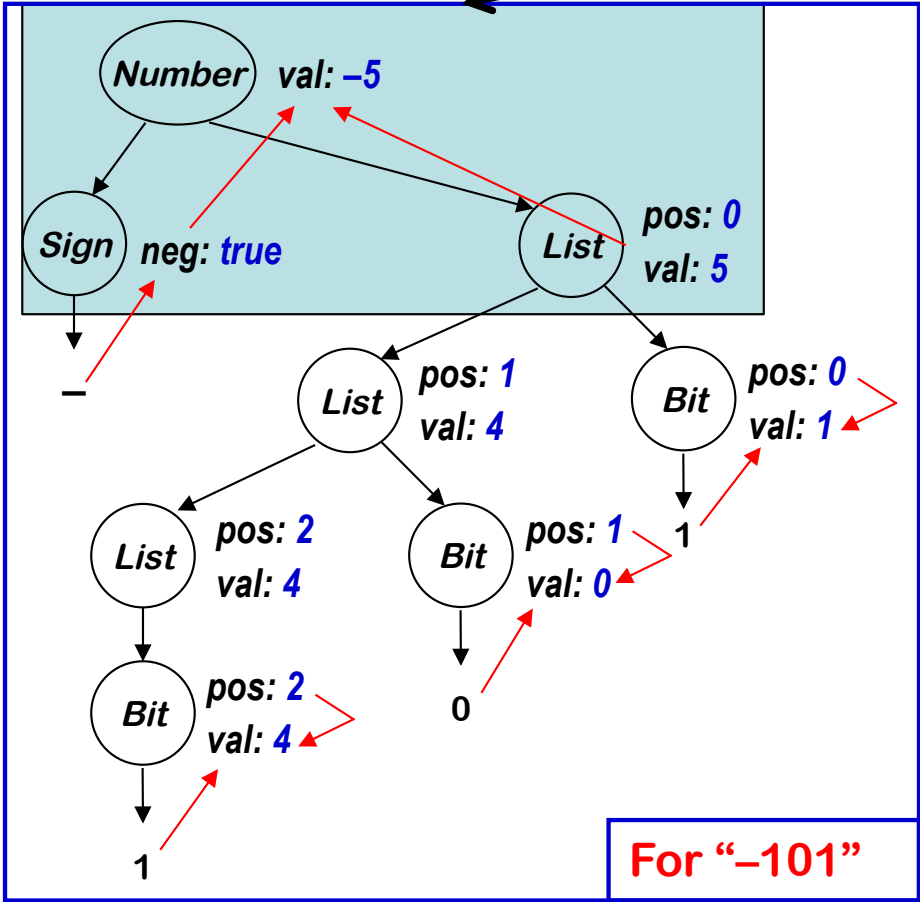 Number val: –5
Sign neg: true
List pos: 0
val: 5
–
List pos: 1
val: 4
Bit pos: 0
val: 1
List pos: 2
val: 4
Bit pos: 1
val: 0
1
Bit pos: 2
val: 4
0
1
For “–101”